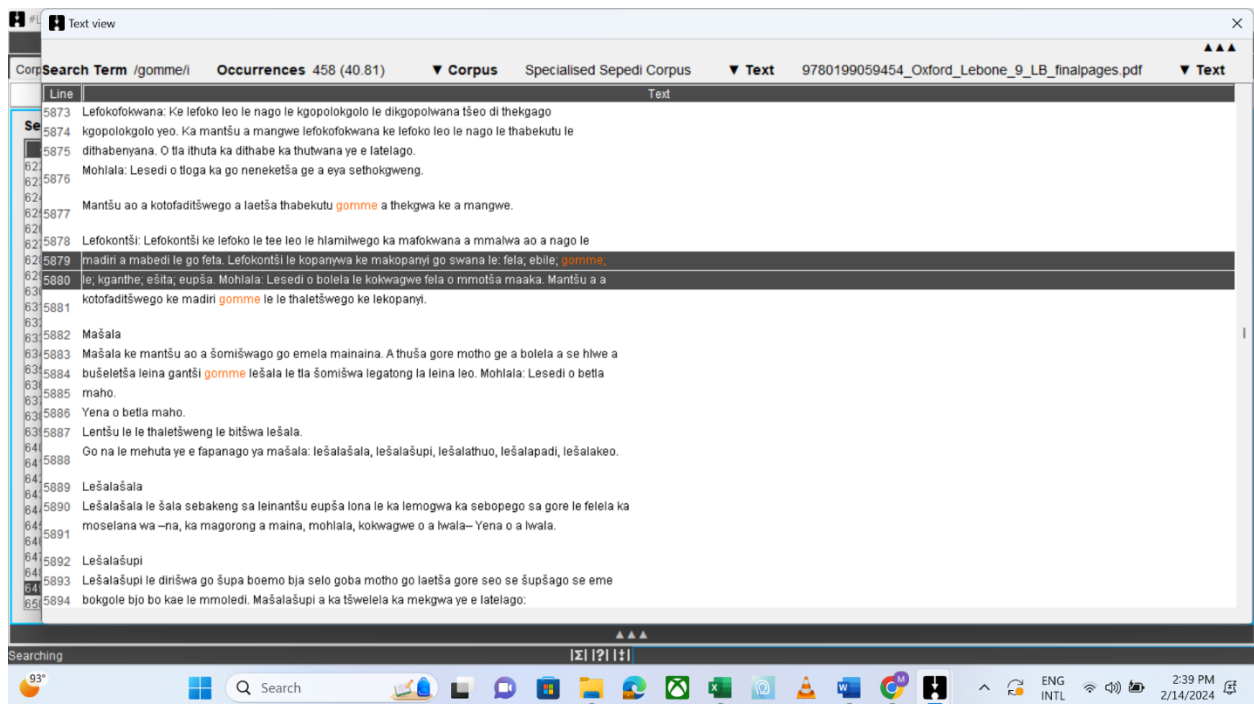 #L Text view
▲▲▲
Corp Search Term /gomme/i Occurrences 458 (40.81) ▼ Corpus Specialised Sepedi Corpus ▼ Text 9780199059454_Oxford_Lebone_9_LB_finalpages.pdf ▼ Text
Line Text
Se
5873 Lefokofokwana: Ke lefoko leo le nago le kgopolokgolo le dikgopolwana tšeo di thekgago
5874 kgopolokgolo yeo. Ka mantšu a mangwe lefokofokwana ke lefoko leo le nago le thabekutu le
5875 dithabenyana. O tla ithuta ka dithabe ka thutwana ye e latelago.
5876 Mohlala: Lesedi o tloga ka go neneketša ge a eya sethokgweng.
5877 Mantšu ao a kotofaditšwego a laetša thabekutu gomme a thekgwa ke a mangwe.
5878 Lefokontši: Lefokontši ke lefoko le tee leo le hlamilwego ka mafokwana a mmalwa ao a nago le
5879 madiri a mabedi le go feta. Lefokontši le kopanywa ke makopanyi go swana le: fela; ebile; gomme;
5880 le; kganthe; ešita; eupša. Mohlala: Lesedi o bolela le kokwagwe fela o mmotša maaka. Mantšu a a
5881 kotofaditšwego ke madiri gomme le le thaletšwego ke lekopanyi.
5882 Mašala
5883 Mašala ke mantšu ao a šomišwago go emela mainaina. A thuša gore motho ge a bolela a se hlwe a
5884 bušeletša leina gantši gomme lešala le tla šomišwa legatong la leina leo. Mohlala: Lesedi o betla
5885 maho.
5886 Yena o betla maho.
5887 Lentšu le le thaletšweng le bitšwa lešala.
5888 Go na le mehuta ye e fapanago ya mašala: lešalašala, lešalašupi, lešalathuo, lešalapadi, lešalakeo.
5889 Lešalašala
5890 Lešalašala le šala sebakeng sa leinantšu eupša lona le ka lemogwa ka sebopego sa gore le felela ka
5891 moselana wa –na, ka magorong a maina, mohlala, kokwagwe o a lwala– Yena o a lwala.
5892 Lešalašupi
5893 Lešalašupi le dirišwa go šupa boemo bja selo goba motho go laetša gore seo se šupšago se eme
5894 bokgole bjo bo kae le mmoledi. Mašalašupi a ka tšwelela ka mekgwa ye e latelago:
▲▲▲
Searching |Σ| |?| |‡|
93° Search ENG INTL 2:39 PM 2/14/2024